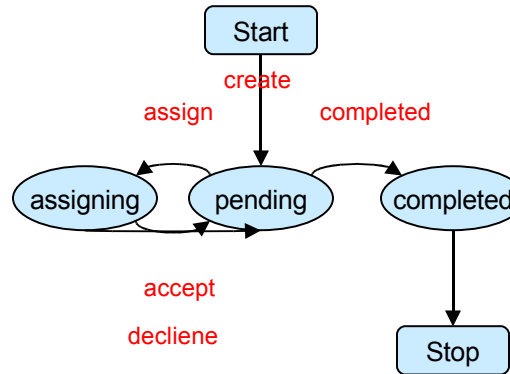 Start
create
assign
completed
assigning
pending
completed
accept
decliene
Stop